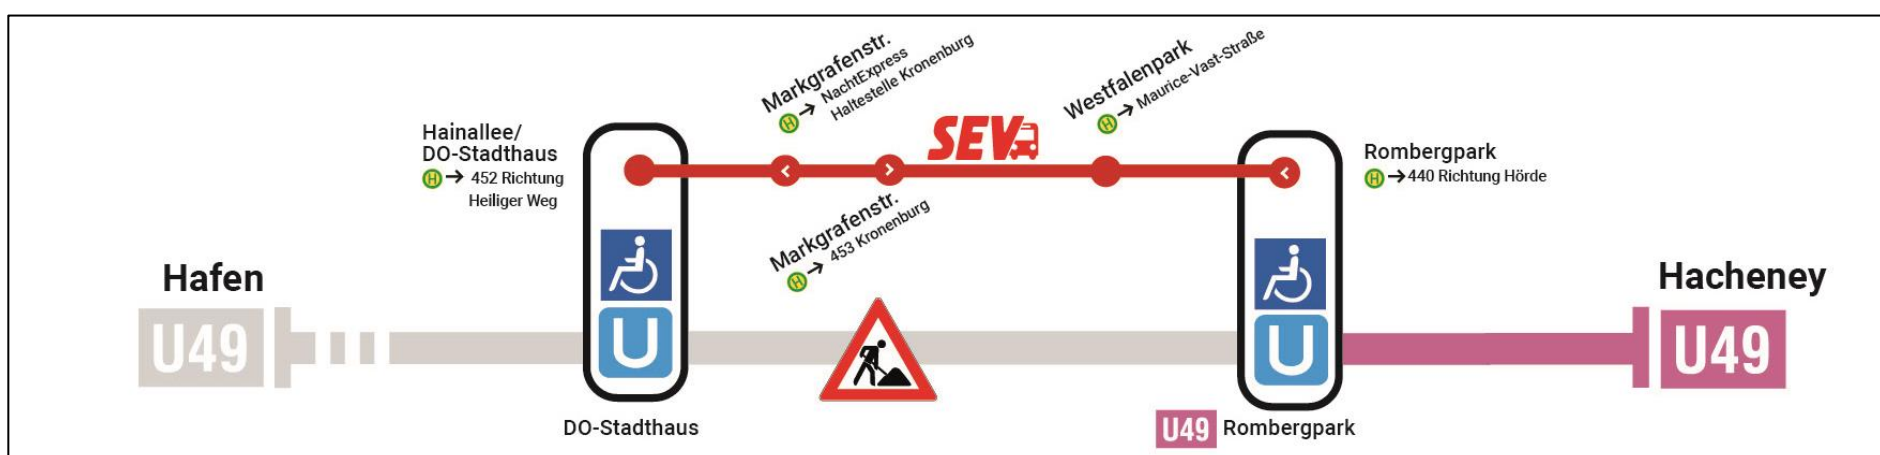 Markgrafenstr.
H → NachtExpress
Haltestelle Kronenburg
Westfalenpark
H → Maurice-Vast-Straße
Hainallee/
DO-Stadthaus
H → 452 Richtung
Heiliger Weg
SEV
Rombergpark
H → 440 Richtung Hörde
Markgrafenstr.
H → 453 Kronenburg
Hafen
U49
U
U
Hacheney
U49
DO-Stadthaus
U49 Rombergpark